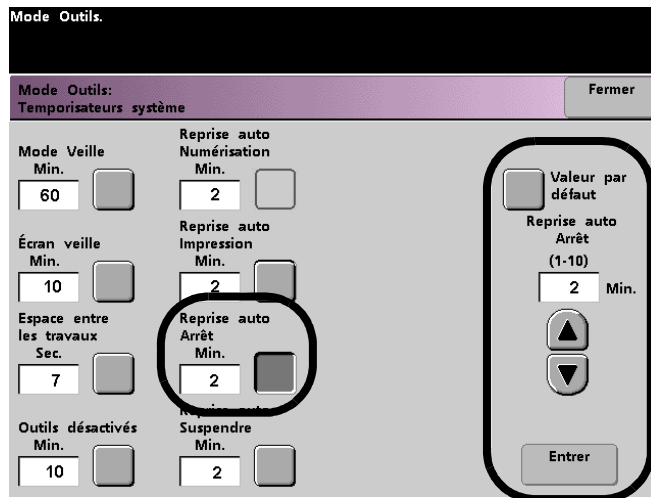 Mode Outils.
Mode Outils:
Temporisateurs système
Fermer
Mode Veille
Min.
60
Écran veille
Min.
10
Espace entre
les travaux
Sec.
7
Outils désactivés
Min.
10
Reprise auto
Numérisation
Min.
2
Reprise auto
Impression
Min.
2
Reprise auto
Arrêt
Min.
2
Reprise auto
Suspendre
Min.
2
Valeur par
défaut
Reprise auto
Arrêt
(1-10)
2 Min.
Entrer